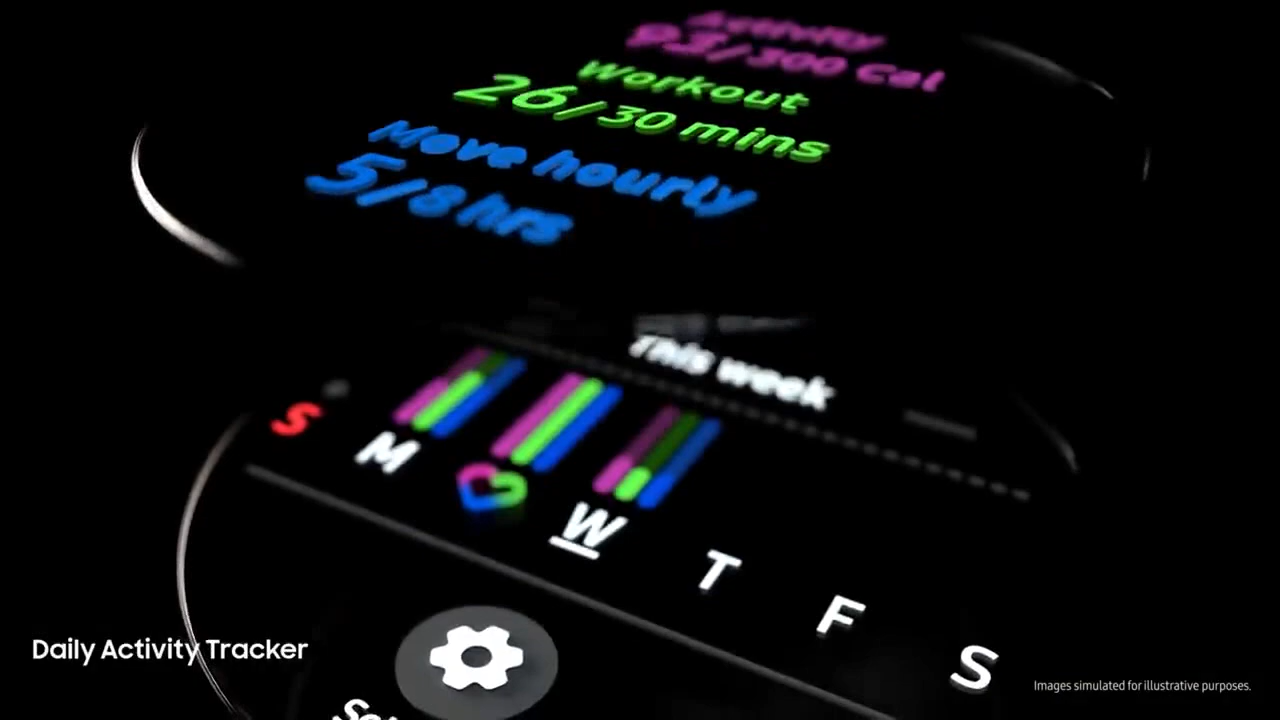 Activity
93/300 Cal
Workout
26/30 mins
Move hourly
5/8 hrs
This week
S M W T F S
Daily Activity Tracker
Images simulated for illustrative purposes.